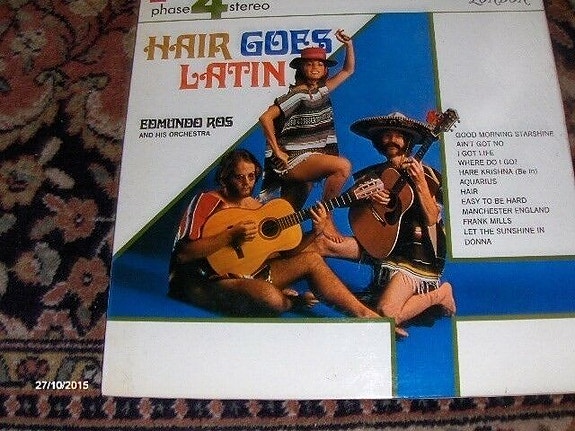 phase 4 stereo
LONDON
HAIR GOES
LATIN
EDMUNDO ROS
AND HIS ORCHESTRA
GOOD MORNING STARSHINE
AIN'T GOT NO
I GOT LIFE
WHERE DO I GO?
HARE KRISHNA (Be In)
AQUARIUS
HAIR
EASY TO BE HARD
MANCHESTER ENGLAND
FRANK MILLS
LET THE SUNSHINE IN
DONNA
27/10/2015